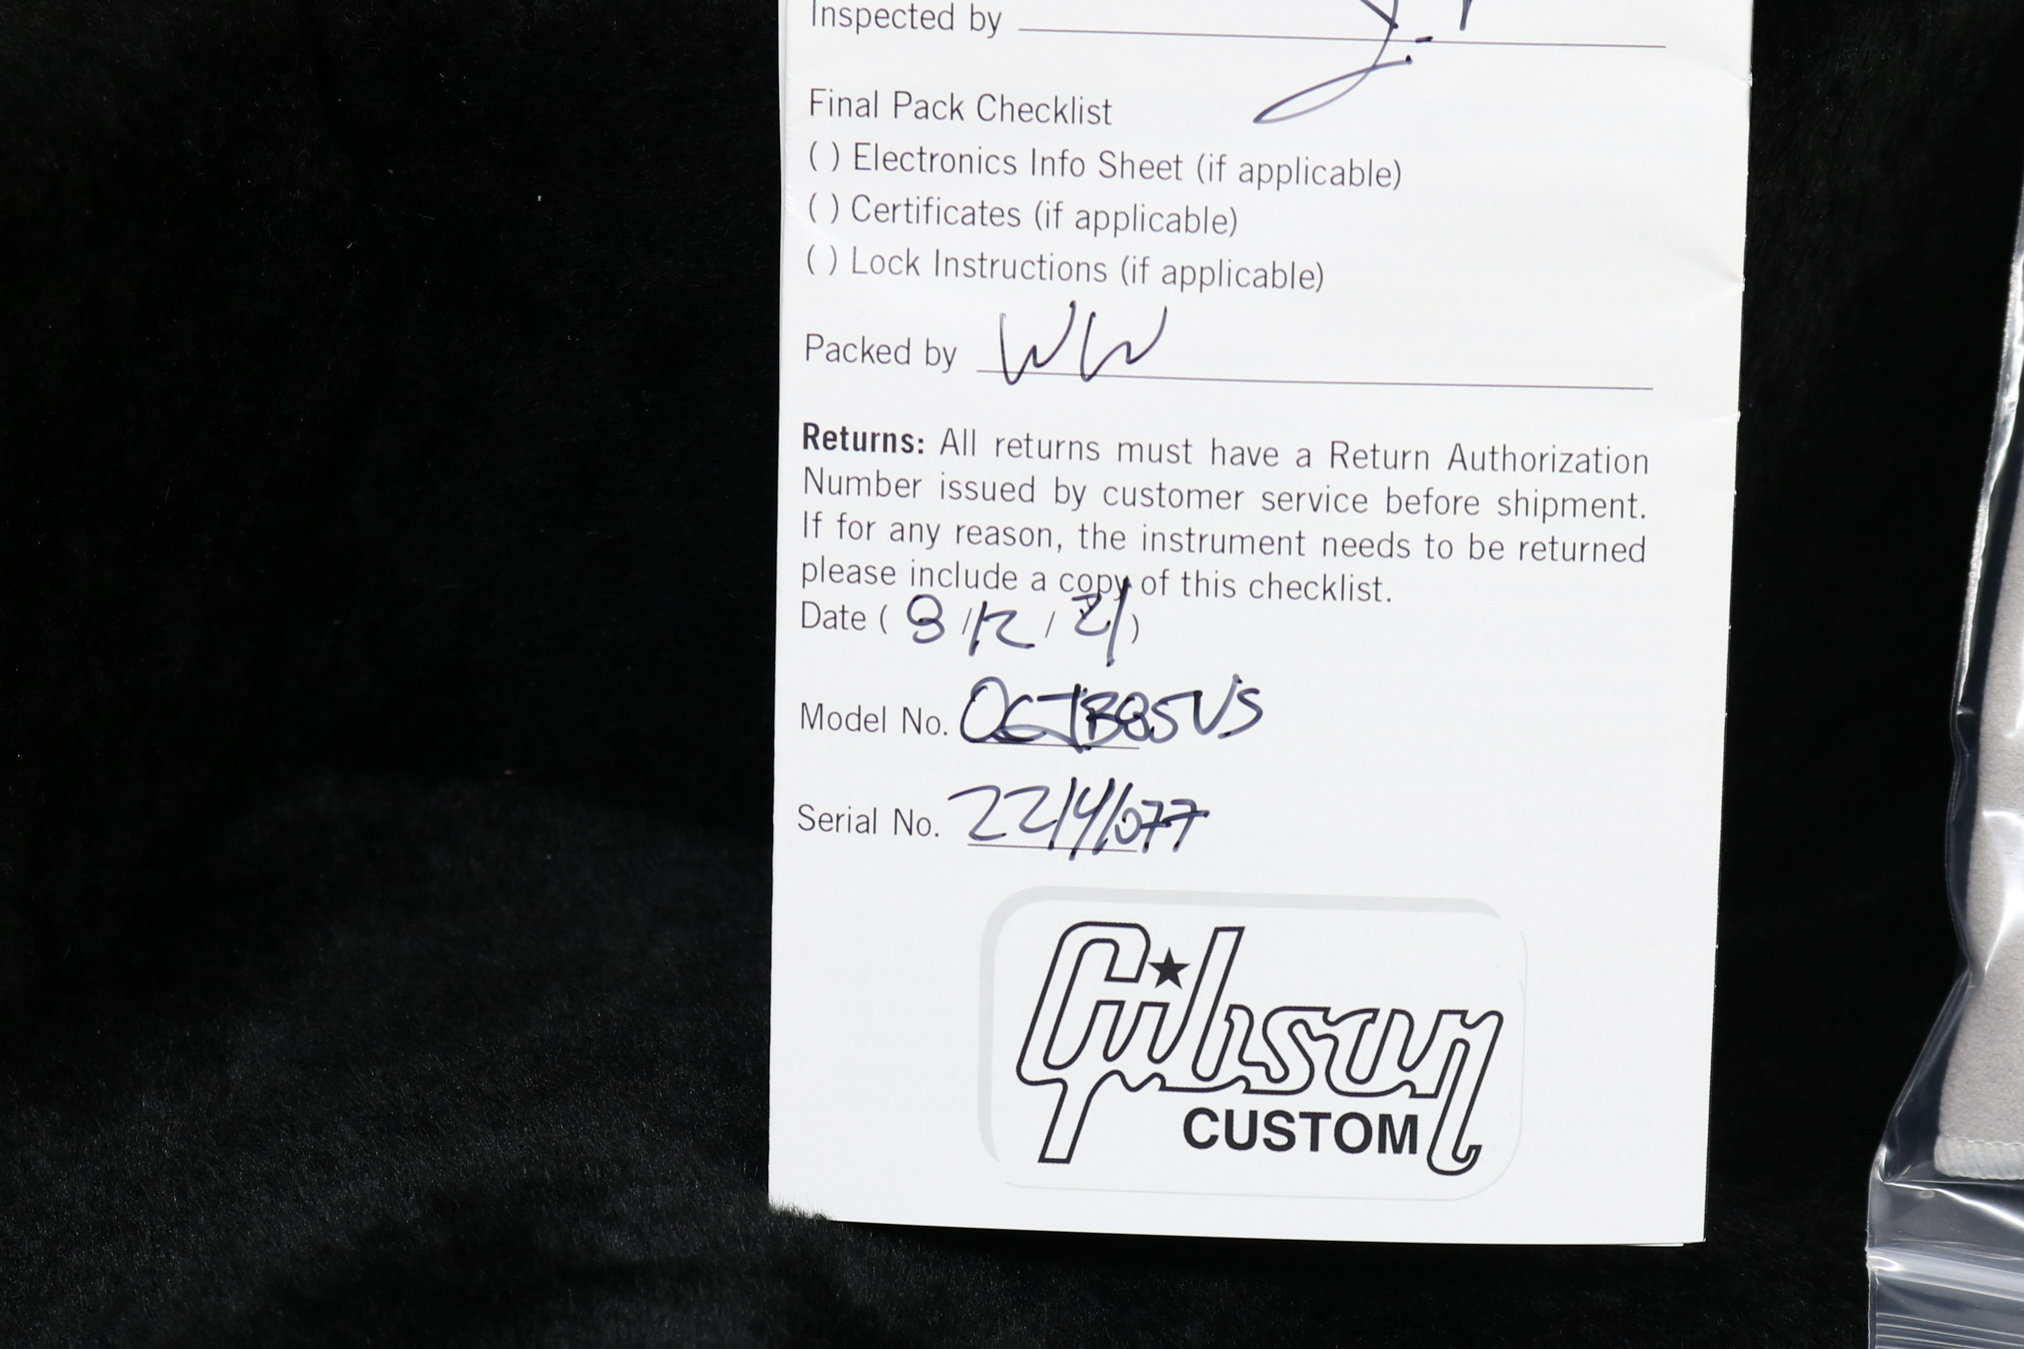 Inspected by
Final Pack Checklist
( ) Electronics Info Sheet (if applicable)
( ) Certificates (if applicable)
( ) Lock Instructions (if applicable)
Packed by WW
Returns: All returns must have a Return Authorization
Number issued by customer service before shipment.
If for any reason, the instrument needs to be returned
please include a copy of this checklist.
Date ( 8 / 12 / 21 )
Model No.
Serial No. 22141077
Gibson
CUSTOM